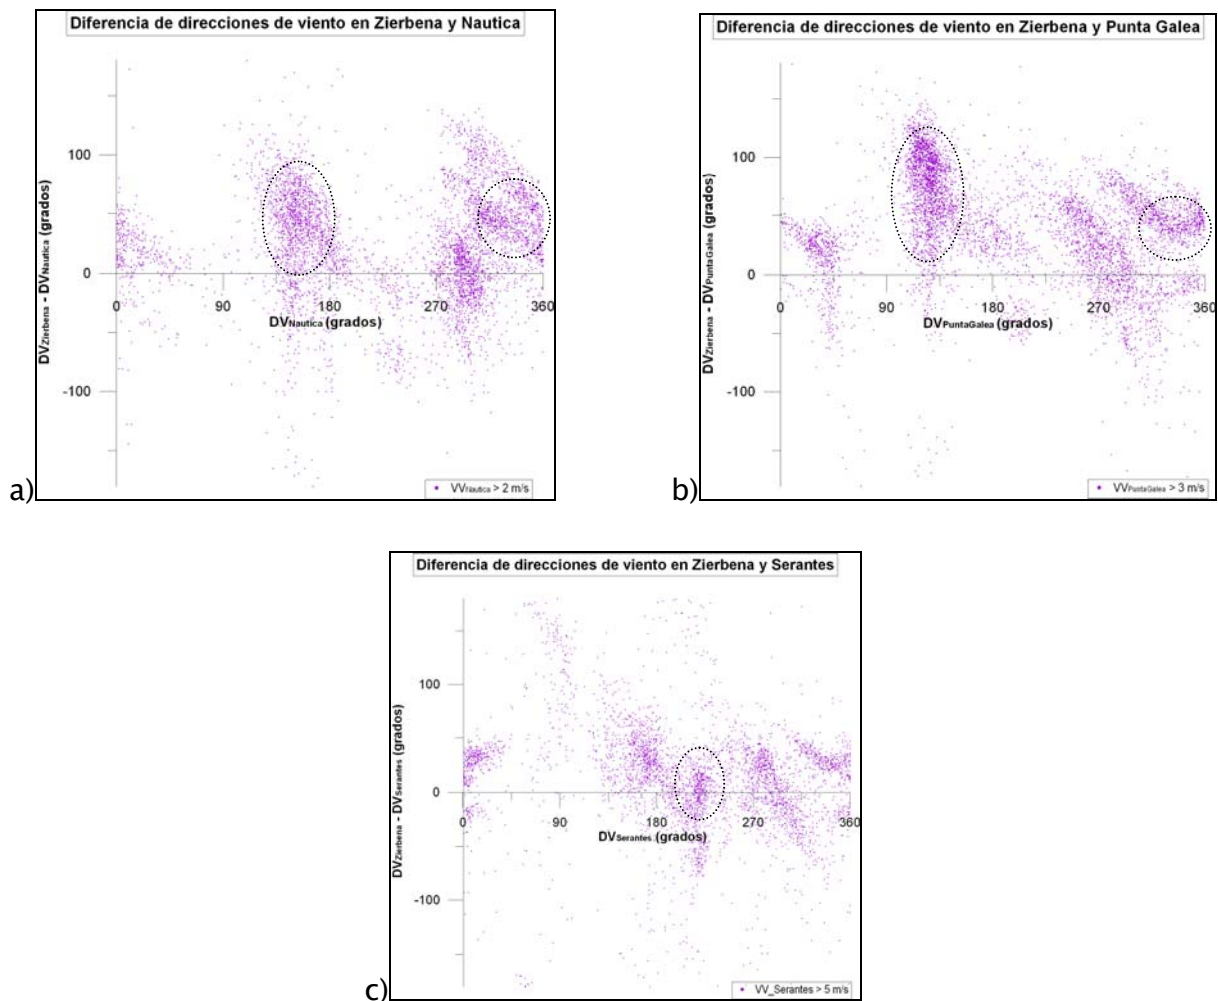 Diferencia de direcciones de viento en Zierbena y Nautica
DVZierbena - DVNautica (grados)
100
0
-100
0 90 180 270 360
DVNautica (grados)
VVNautica > 2 m/s
a)
Diferencia de direcciones de viento en Zierbena y Punta Galea
DVZierbena - DVPuntaGalea (grados)
100
0
-100
0 90 180 270 360
DVPuntaGalea (grados)
VVPuntaGalea > 3 m/s
b)
Diferencia de direcciones de viento en Zierbena y Serantes
DVZierbena - DVSerantes (grados)
100
0
-100
0 90 180 270 360
DVSerantes (grados)
VV_Serantes > 5 m/s
c)